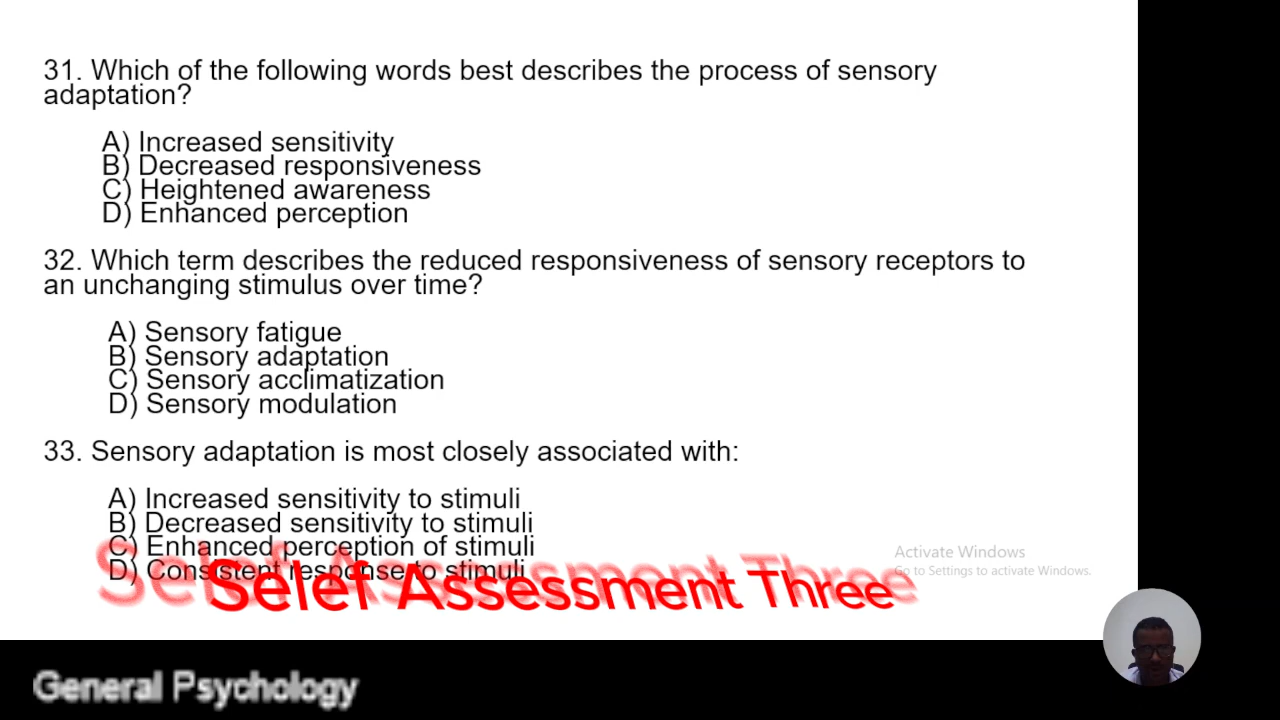 31. Which of the following words best describes the process of sensory
adaptation?
A) Increased sensitivity
B) Decreased responsiveness
C) Heightened awareness
D) Enhanced perception
32. Which term describes the reduced responsiveness of sensory receptors to
an unchanging stimulus over time?
A) Sensory fatigue
B) Sensory adaptation
C) Sensory acclimatization
D) Sensory modulation
33. Sensory adaptation is most closely associated with:
A) Increased sensitivity to stimuli
B) Decreased sensitivity to stimuli
C) Enhanced perception of stimuli
D) Consistent response to stimuli
Selef Assessment Three
Activate Windows
Go to Settings to activate Windows.
General Psychology